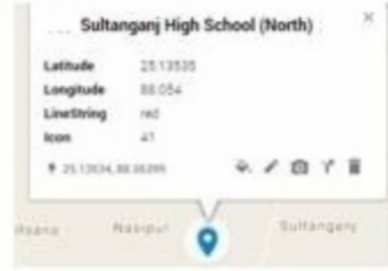 Sultanganj High School (North)
Latitude 25.13535
Longitude 88.054
LineString red
Icon 41
Nasipur Sultanganj